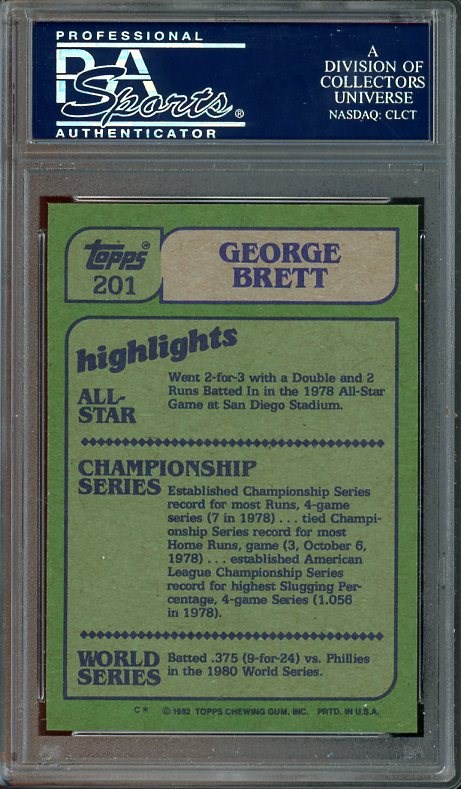 PROFESSIONAL
PSA
Sports®
AUTHENTICATOR
A
DIVISION OF
COLLECTORS
UNIVERSE
NASDAQ: CLCT
Topps®
201
GEORGE
BRETT
highlights
ALL-
STAR
Went 2-for-3 with a Double and 2
Runs Batted In in the 1978 All-Star
Game at San Diego Stadium.
CHAMPIONSHIP
SERIES
Established Championship Series
record for most Runs, 4-game
series (7 in 1978) . . . tied Champi-
onship Series record for most
Home Runs, game (3, October 6,
1978) . . . established American
League Championship Series
record for highest Slugging Per-
centage, 4-game Series (1.056
in 1978).
WORLD
SERIES
Batted .375 (9-for-24) vs. Phillies
in the 1980 World Series.
C* © 1982 TOPPS CHEWING GUM, INC. PRTD. IN U.S.A.